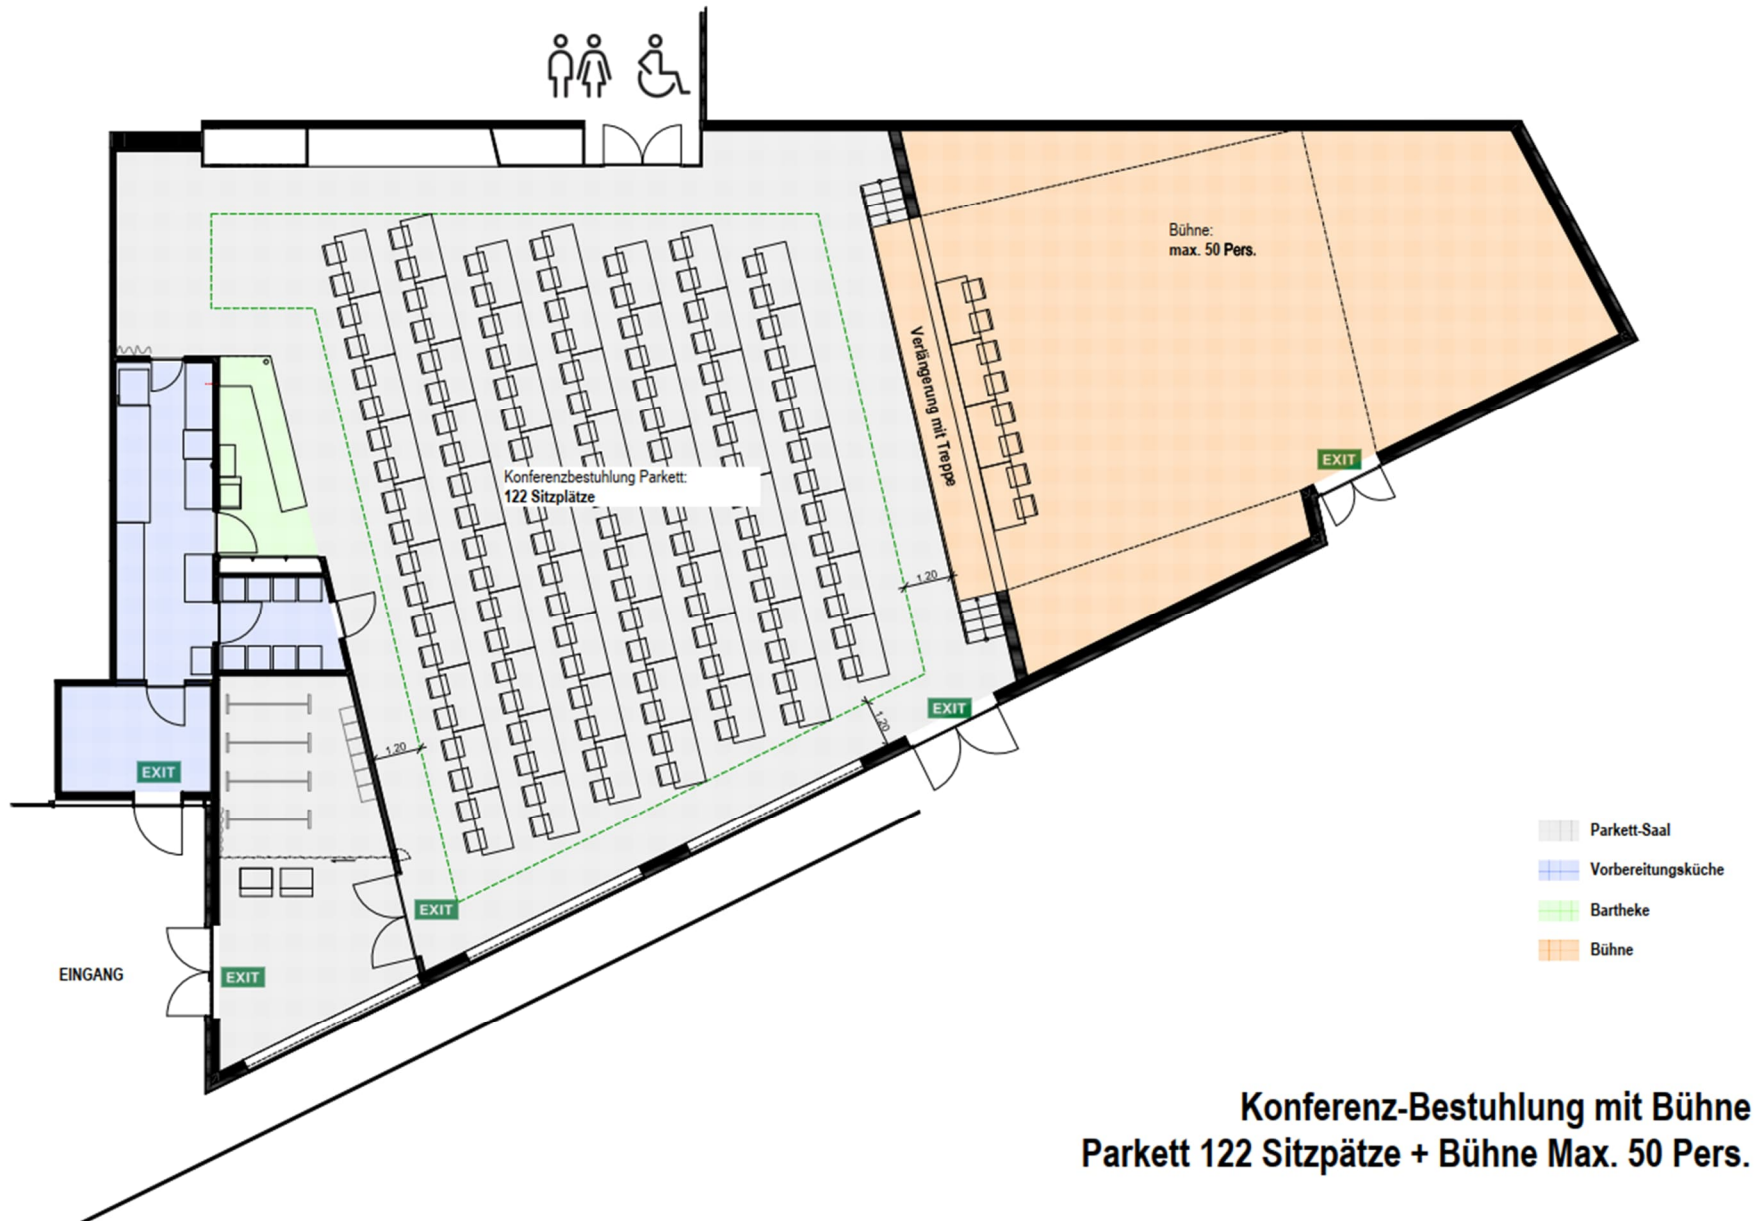 Bühne:
max. 50 Pers.
Verlängerung mit Treppe
EXIT
Konferenzbestuhlung Parkett:
122 Sitzplätze
1.20
EXIT
1.20
1.20
EXIT
EXIT
EINGANG
EXIT
Parkett-Saal
Vorbereitungsküche
Bartheke
Bühne
Konferenz-Bestuhlung mit Bühne
Parkett 122 Sitzpätze + Bühne Max. 50 Pers.